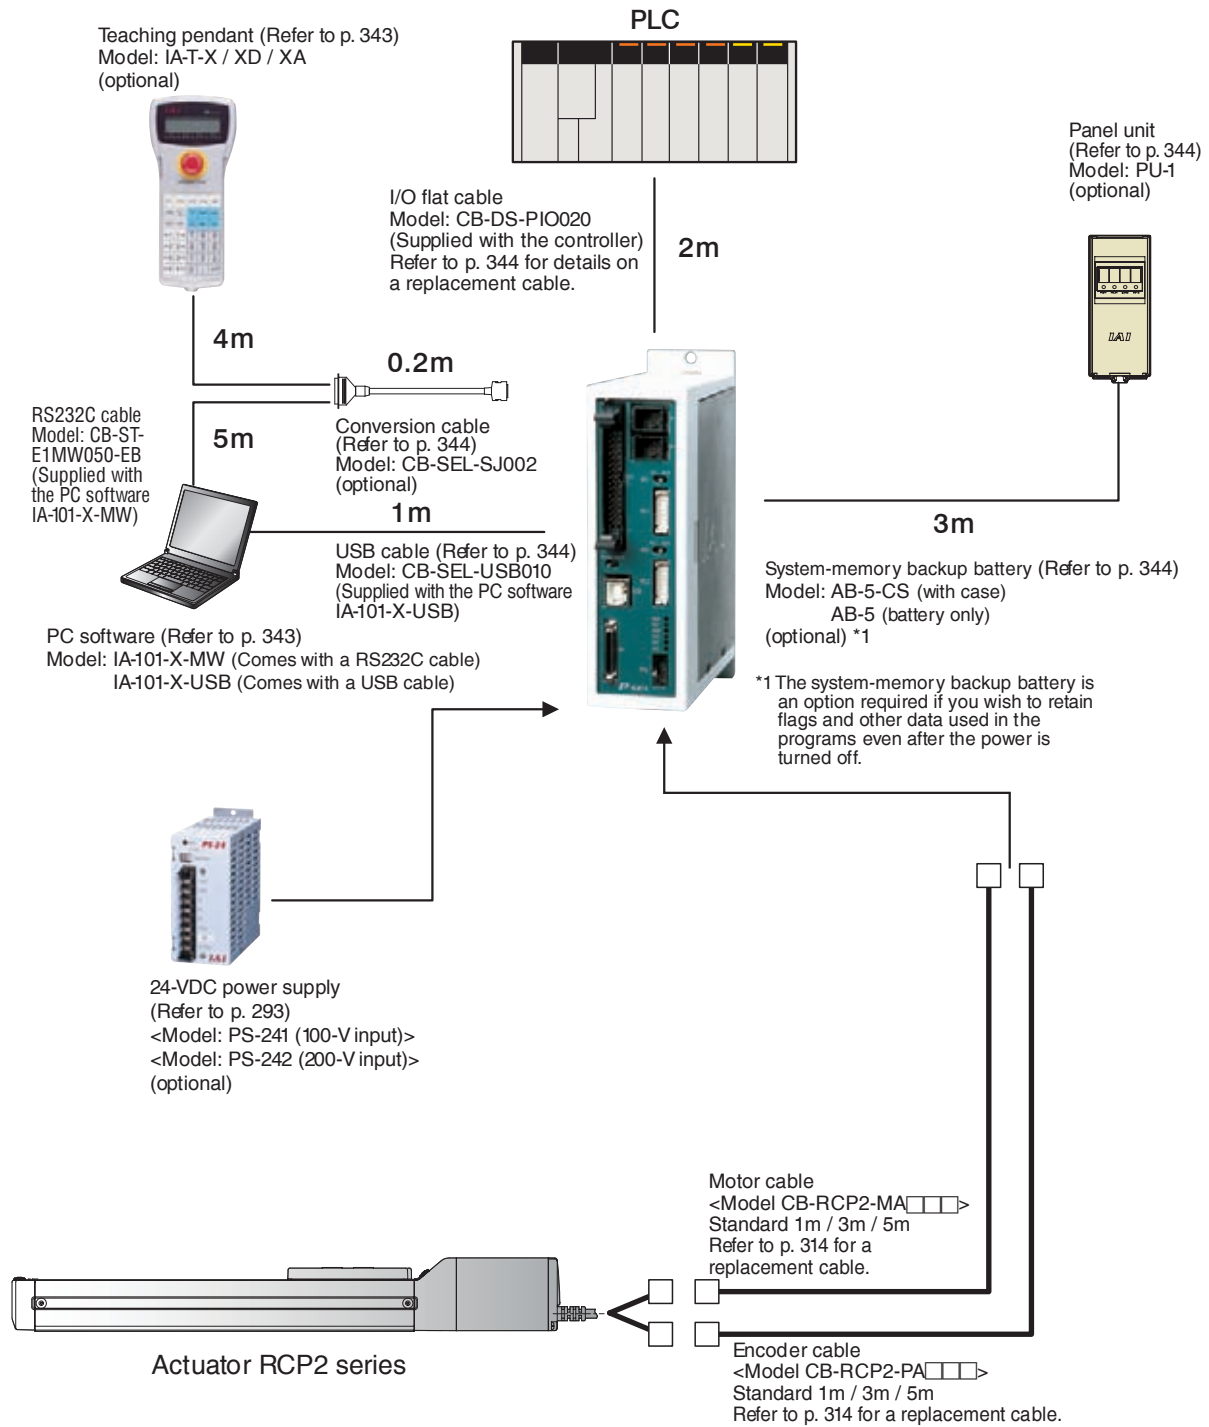 PLC
Teaching pendant (Refer to p. 343)
Model: IA-T-X / XD / XA
(optional)
Panel unit
(Refer to p. 344)
Model: PU-1
(optional)
I/O flat cable
Model: CB-DS-PIO020
(Supplied with the controller)
Refer to p. 344 for details on
a replacement cable.
2m
IAI
4m
0.2m
RS232C cable
Model: CB-ST-
E1MW050-EB
(Supplied with
the PC software
IA-101-X-MW)
5m
Conversion cable
(Refer to p. 344)
Model: CB-SEL-SJ002
(optional)
1m
3m
USB cable (Refer to p. 344)
Model: CB-SEL-USB010
(Supplied with the PC software
IA-101-X-USB)
System-memory backup battery (Refer to p. 344)
Model: AB-5-CS (with case)
AB-5 (battery only)
(optional) *1
PC software (Refer to p. 343)
Model: IA-101-X-MW (Comes with a RS232C cable)
IA-101-X-USB (Comes with a USB cable)
*1 The system-memory backup battery is
an option required if you wish to retain
flags and other data used in the
programs even after the power is
turned off.
PS-24
IAI
24-VDC power supply
(Refer to p. 293)
<Model: PS-241 (100-V input)>
<Model: PS-242 (200-V input)>
(optional)
Motor cable
<Model CB-RCP2-MA□□□>
Standard 1m / 3m / 5m
Refer to p. 314 for a
replacement cable.
Actuator RCP2 series
Encoder cable
<Model CB-RCP2-PA□□□>
Standard 1m / 3m / 5m
Refer to p. 314 for a replacement cable.